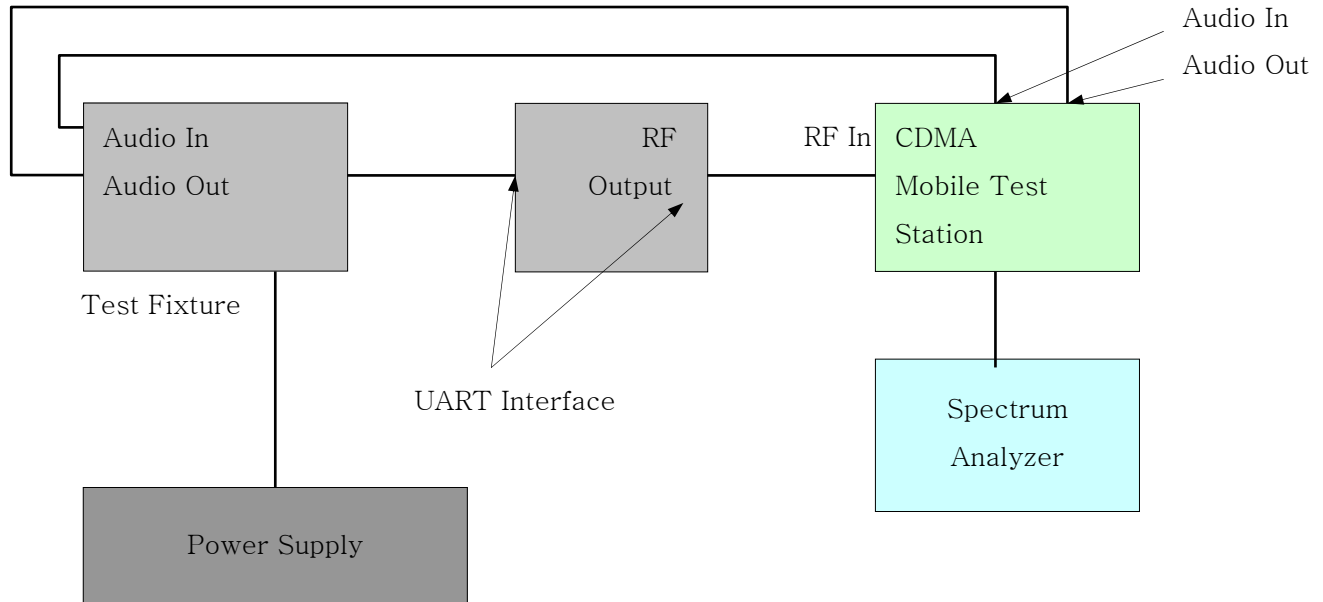 Audio In
Audio Out
Audio In
Audio Out
RF
Output
RF In
CDMA
Mobile Test
Station
Test Fixture
UART Interface
Spectrum
Analyzer
Power Supply